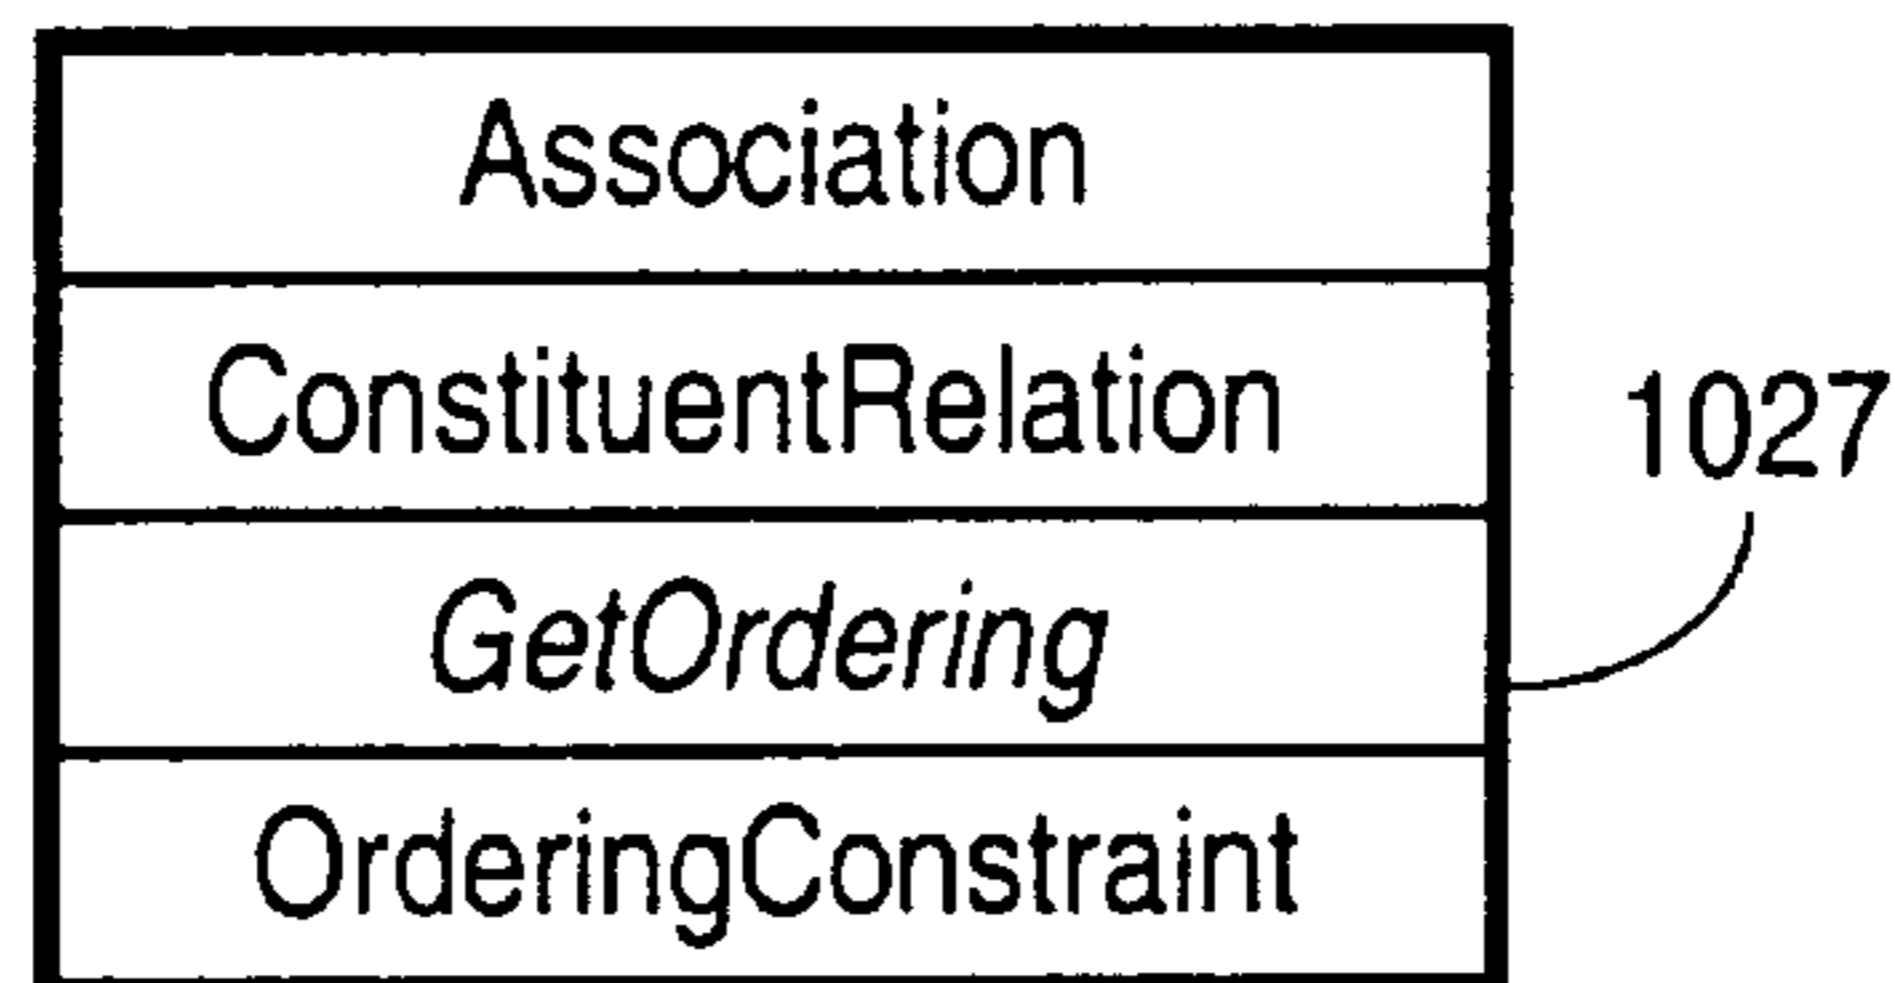 Association
ConstituentRelation
1027
GetOrdering
OrderingConstraint